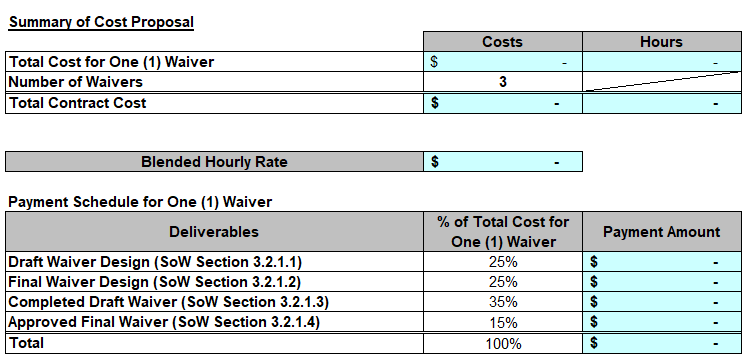 Summary of Cost Proposal
Costs Hours
Total Cost for One (1) Waiver $ - -
Number of Waivers 3
Total Contract Cost $ - -
Blended Hourly Rate $ -
Payment Schedule for One (1) Waiver
Deliverables % of Total Cost for One (1) Waiver Payment Amount
Draft Waiver Design (SoW Section 3.2.1.1) 25% $ -
Final Waiver Design (SoW Section 3.2.1.2) 25% $ -
Completed Draft Waiver (SoW Section 3.2.1.3) 35% $ -
Approved Final Waiver (SoW Section 3.2.1.4) 15% $ -
Total 100% $ -